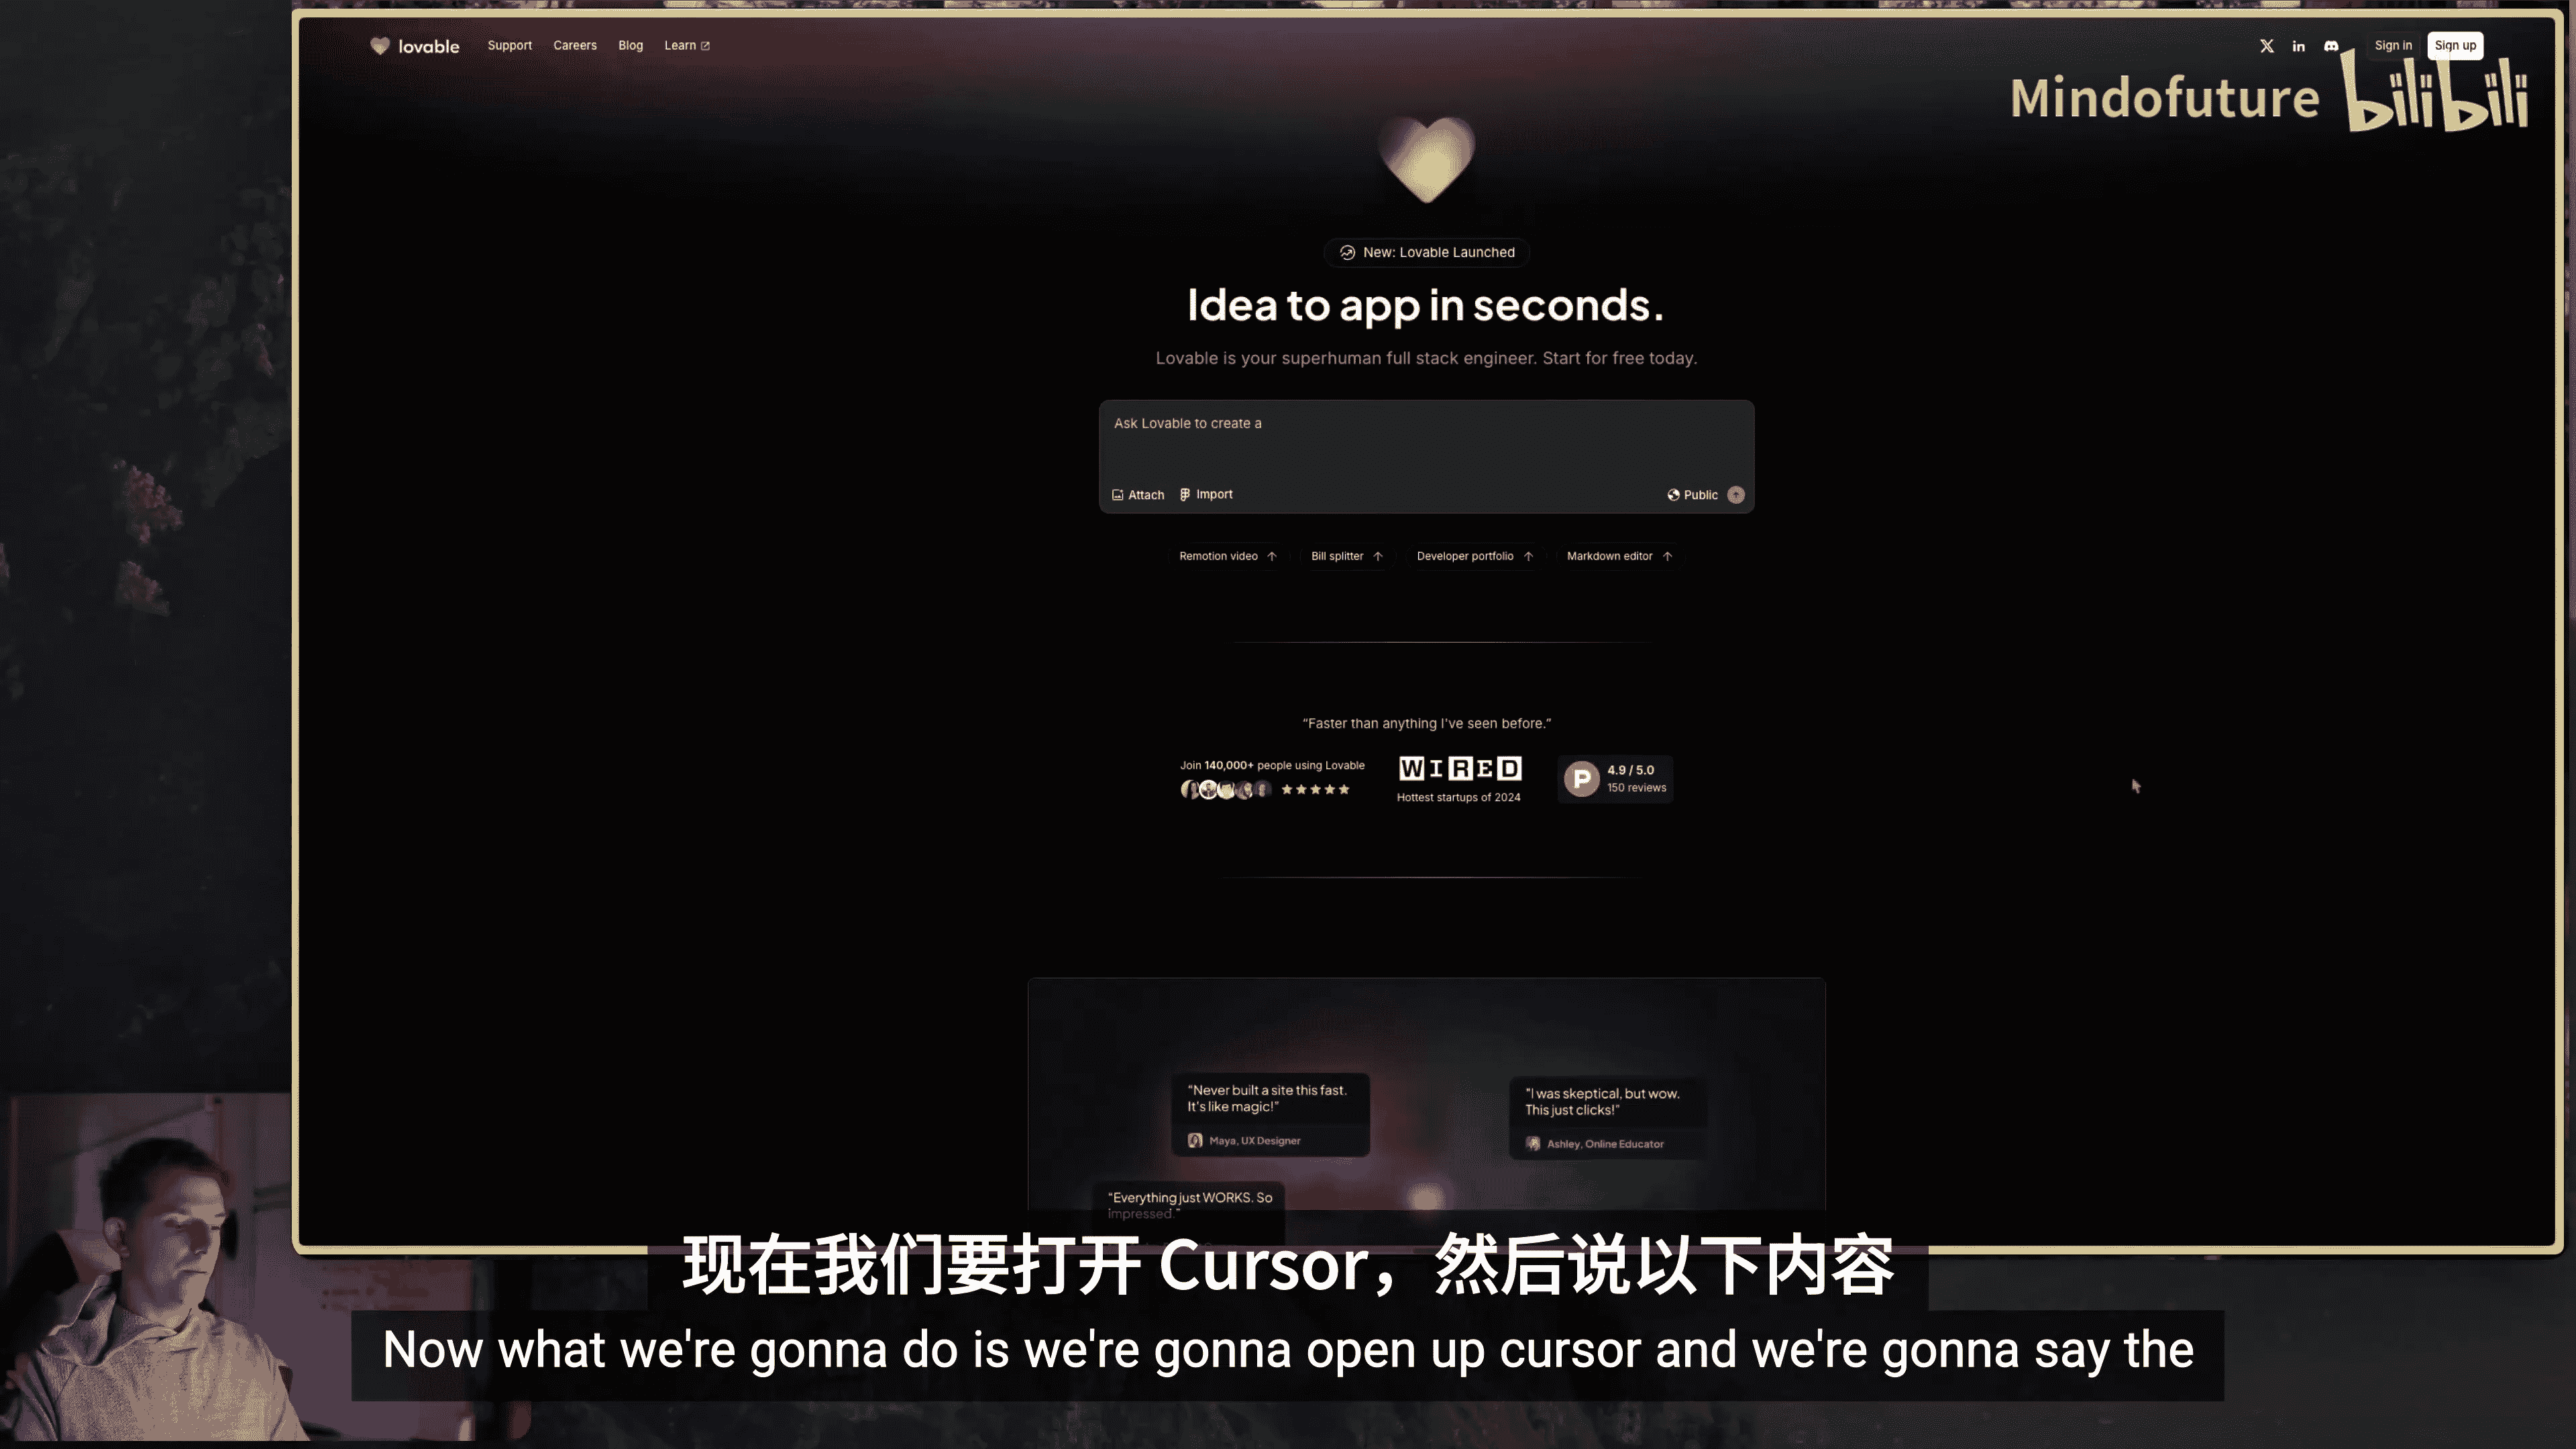 lovable Support Careers Blog Learn Sign in Sign up
Mindofuture bilibili
New: Lovable Launched
Idea to app in seconds.
Lovable is your superhuman full stack engineer. Start for free today.
Ask Lovable to create a
Attach Import Public
Remotion video Bill splitter Developer portfolio Markdown editor
“Faster than anything I've seen before.”
Join 140,000+ people using Lovable
WIRED
Hottest startups of 2024
P
4.9 / 5.0
150 reviews
“Never built a site this fast.
It's like magic!”
Maya, UX Designer
“I was skeptical, but wow.
This just clicks!”
Ashley, Online Educator
“Everything just WORKS. So
impressed.”
现在我们要打开 Cursor，然后说以下内容
Now what we're gonna do is we're gonna open up cursor and we're gonna say the